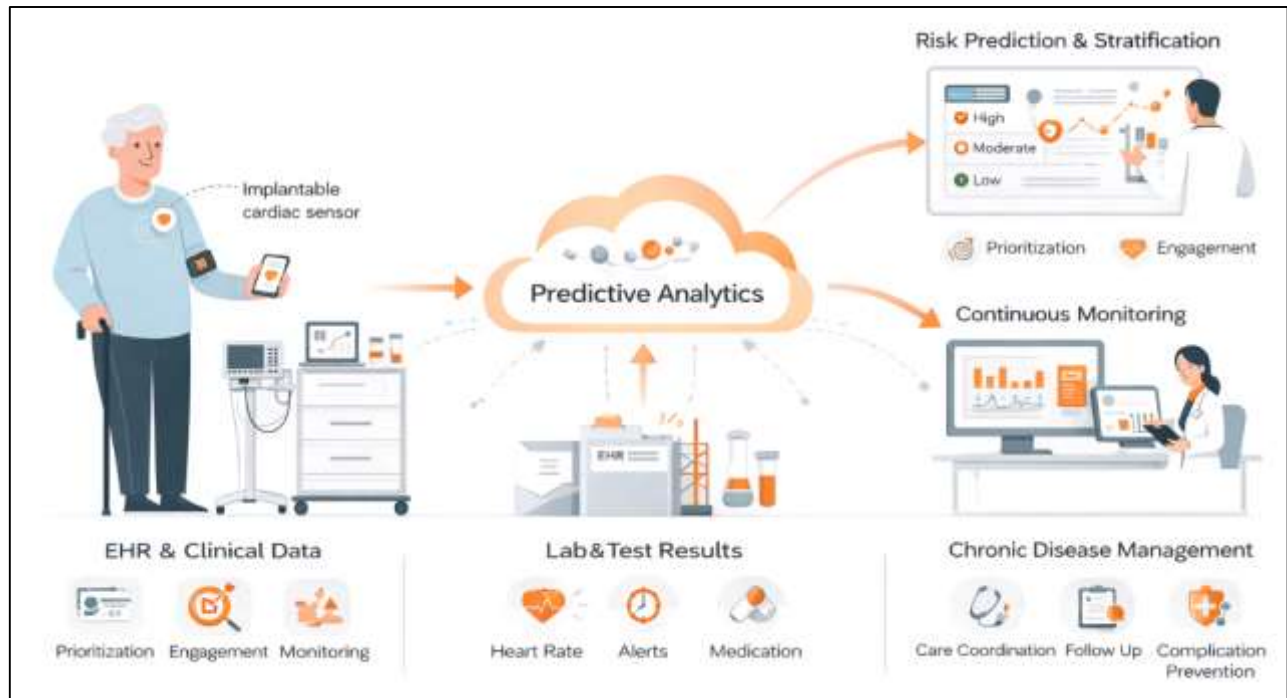 Risk Prediction & Stratification
High
Moderate
Low
Prioritization
Engagement
Implantable
cardiac sensor
Predictive Analytics
Continuous Monitoring
EHR
EHR & Clinical Data
Prioritization
Engagement
Monitoring
Lab & Test Results
Heart Rate
Alerts
Medication
Chronic Disease Management
Care Coordination
Follow Up
Complication
Prevention